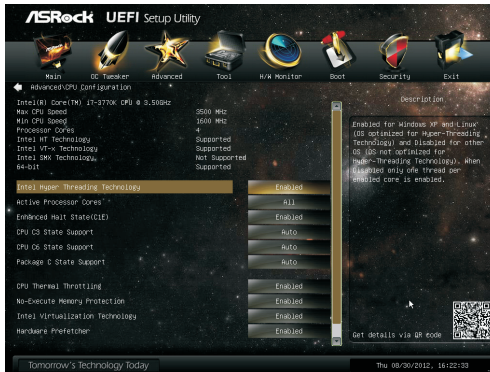 ASRock UEFI Setup Utility
Main OC Tweaker Advanced Tool H/W Monitor Boot Security Exit
Advanced\CPU Configuration
Description
Intel(R) Core(TM) i7-3770K CPU @ 3.50GHz
Max CPU Speed 3500 MHz
Min CPU Speed 1600 MHz
Processor Cores 4
Intel HT Technology Supported
Intel VT-x Technology Supported
Intel SMX Technology Not Supported
64-bit Supported
Enabled for Windows XP and Linux
(OS optimized for Hyper-Threading
Technology) and Disabled for other
OS (OS not optimized for
Hyper-Threading Technology). When
Disabled only one thread per
enabled core is enabled.
Intel Hyper Threading Technology Enabled
Active Processor Cores All
Enhanced Halt State(C1E) Enabled
CPU C3 State Support Auto
CPU C6 State Support Auto
Package C State Support Auto
CPU Thermal Throttling Enabled
No-Execute Memory Protection Enabled
Intel Virtualization Technology Enabled
Hardware Prefetcher Enabled
Get details via QR code
Tomorrow's Technology Today
Thu 08/30/2012, 16:22:33